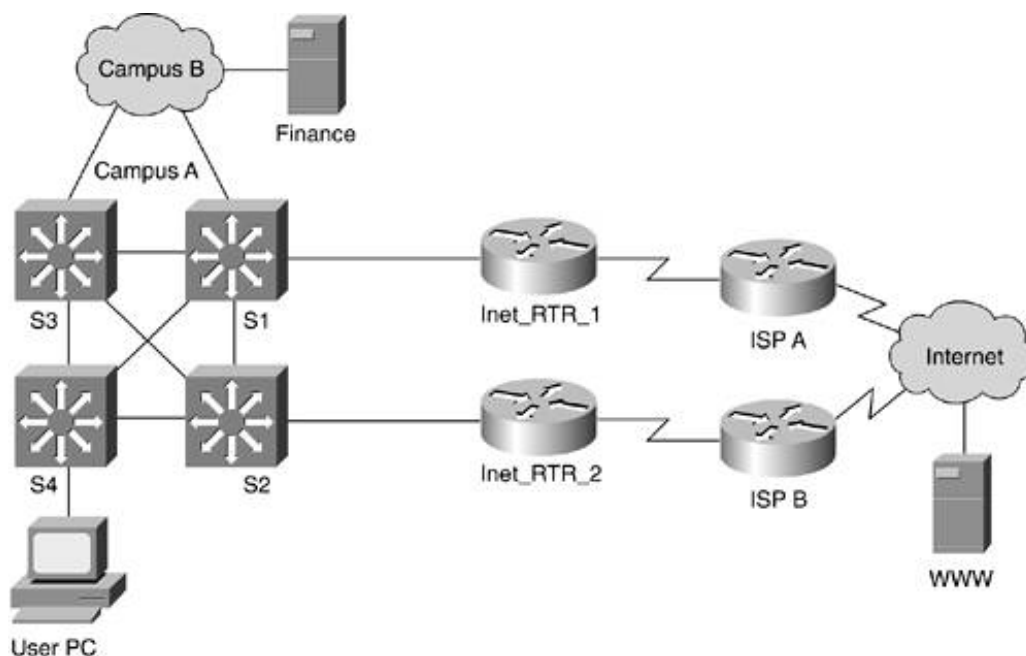 Campus B
Finance
Campus A
S3
S1
Inet_RTR_1
ISP A
Internet
S4
S2
Inet_RTR_2
ISP B
WWW
User PC